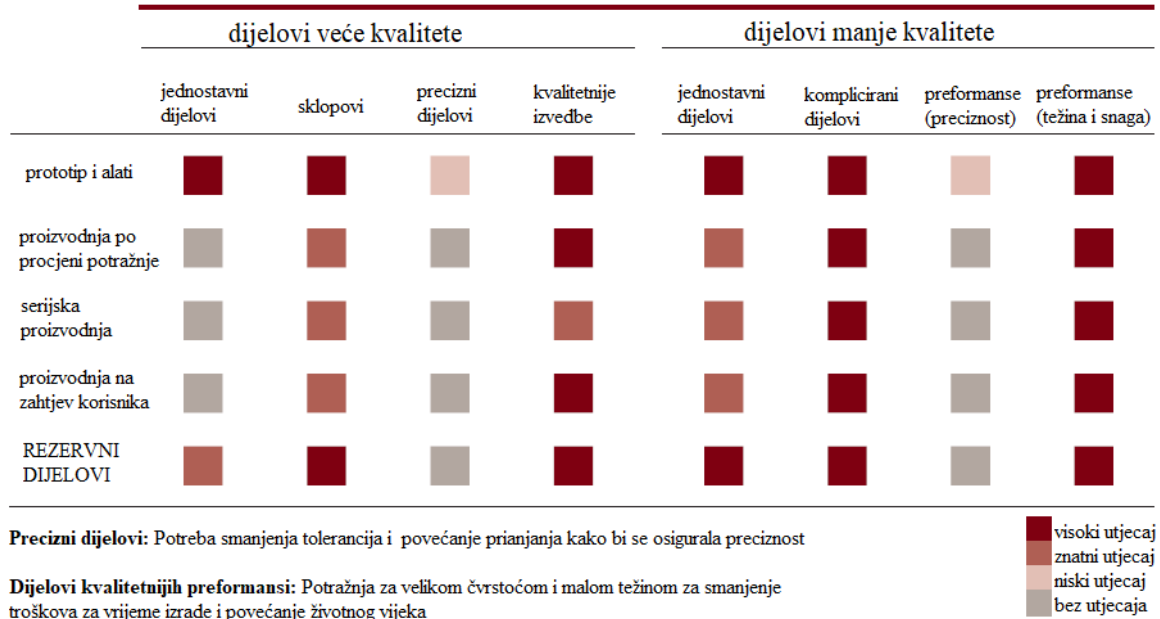 dijelovi veće kvalitete
dijelovi manje kvalitete
jednostavni
dijelovi
sklopovi
precizni
dijelovi
kvalitetnije
izvedbe
jednostavni
dijelovi
komplicirani
dijelovi
preformanse
(preciznost)
preformanse
(težina i snaga)
prototip i alati
proizvodnja po
procjeni potražnje
serijska
proizvodnja
proizvodnja na
zahtjev korisnika
REZERVNI
DIJELOVI
Precizni dijelovi: Potreba smanjenja tolerancija i povećanje prianjanja kako bi se osigurala preciznost
Dijelovi kvalitetnijih preformansi: Potražnja za velikom čvrstoćom i malom težinom za smanjenje
troškova za vrijeme izrade i povećanje životnog vijeka
visoki utjecaj
znatni utjecaj
niski utjecaj
bez utjecaja